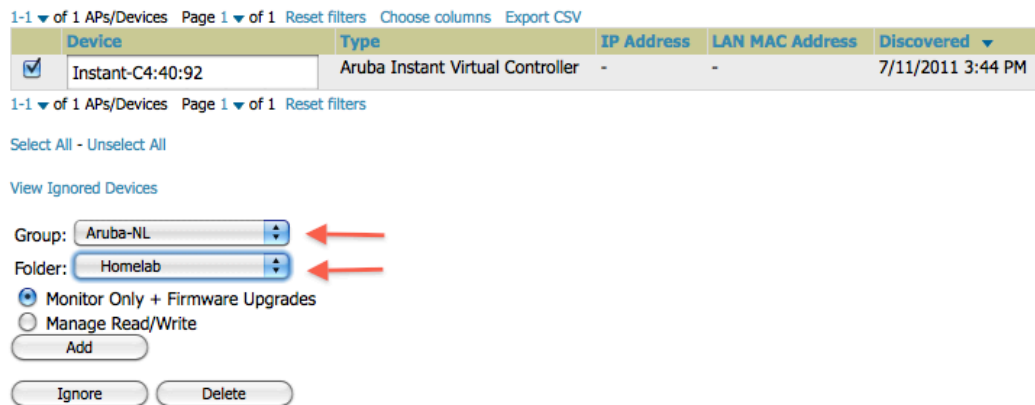 1-1 of 1 APs/Devices Page 1 of 1 Reset filters Choose columns Export CSV
Device Type IP Address LAN MAC Address Discovered
Instant-C4:40:92 Aruba Instant Virtual Controller - - 7/11/2011 3:44 PM
1-1 of 1 APs/Devices Page 1 of 1 Reset filters
Select All - Unselect All
View Ignored Devices
Group: Aruba-NL
Folder: Homelab
Monitor Only + Firmware Upgrades
Manage Read/Write
Add
Ignore Delete